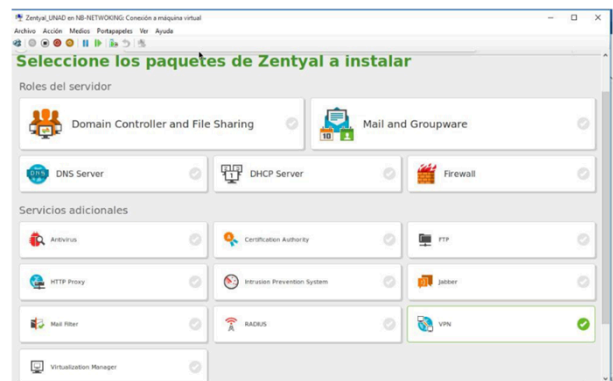 Zentyal_UNAD en NB-NETWOKING: Conesión a máquina virtual
Archivo Acción Medios Portapapeles Ver Ayuda
Seleccione los paquetes de Zentyal a instalar
Roles del servidor
Domain Controller and File Sharing
Mail and Groupware
DNS Server
DHCP Server
Firewall
Servicios adicionales
Antivirus
Certification Authority
FTP
HTTP Proxy
Intrusion Prevention System
Jabber
Mail Filter
RADIUS
VPN
Virtualization Manager